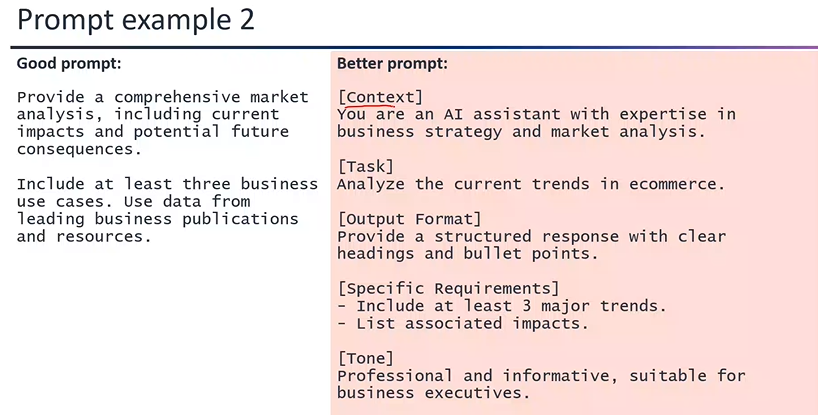 Prompt example 2
Good prompt:
Provide a comprehensive market
analysis, including current
impacts and potential future
consequences.
Include at least three business
use cases. Use data from
leading business publications
and resources.
Better prompt:
[Context]
You are an AI assistant with expertise in
business strategy and market analysis.
[Task]
Analyze the current trends in ecommerce.
[Output Format]
Provide a structured response with clear
headings and bullet points.
[Specific Requirements]
- Include at least 3 major trends.
- List associated impacts.
[Tone]
Professional and informative, suitable for
business executives.